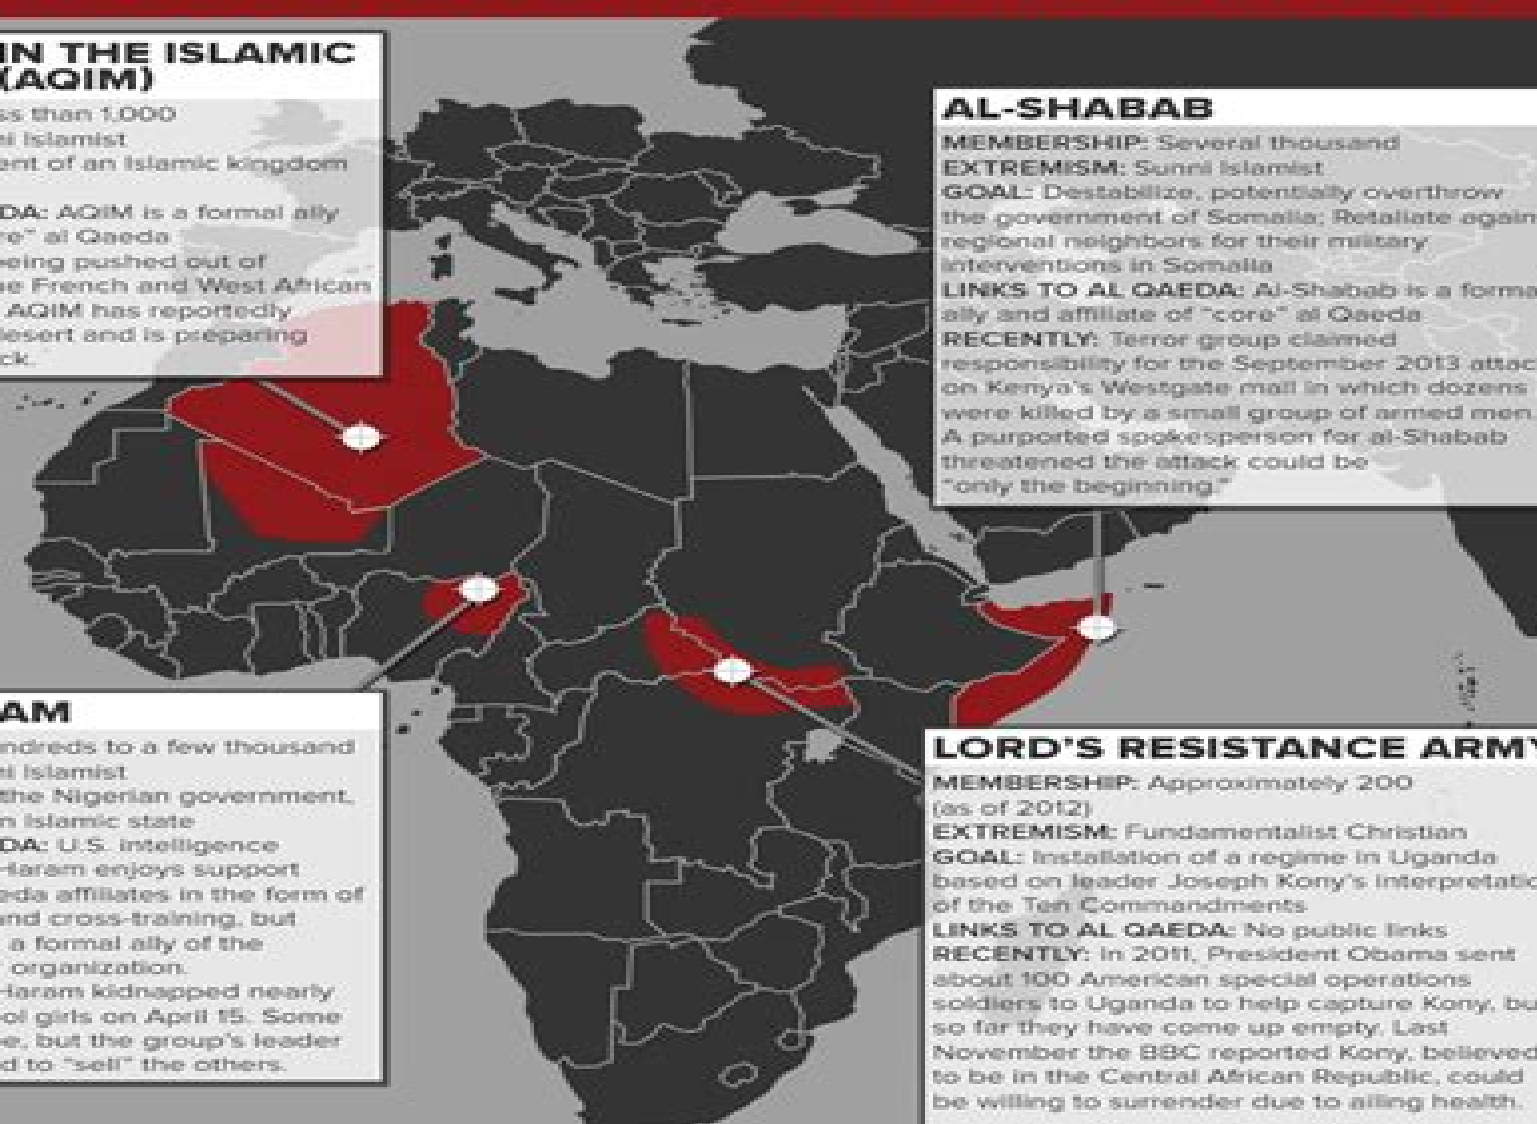 IN THE ISLAMIC
(AQIM)
ss than 1,000
ni Islamist
ent of an Islamic kingdom
DA: AQIM is a formal ally
re" al Qaeda
being pushed out of
he French and West African
AQIM has reportedly
desert and is preparing
ck.
AL-SHABAB
MEMBERSHIP: Several thousand
EXTREMISM: Sunni Islamist
GOAL: Destabilize, potentially overthrow
the government of Somalia; Retaliate again
regional neighbors for their military
interventions in Somalia
LINKS TO AL QAEDA: Al-Shabab is a forma
ally and affiliate of "core" al Qaeda
RECENTLY: Terror group claimed
responsibility for the September 2013 attac
on Kenya's Westgate mall in which dozens
were killed by a small group of armed men.
A purported spokesperson for al-Shabab
threatened the attack could be
"only the beginning."
AM
ndreds to a few thousand
ni Islamist
the Nigerian government,
n Islamic state
DA: U.S. intelligence
Haram enjoys support
eda affiliates in the form of
and cross-training, but
a formal ally of the
organization.
Haram kidnapped nearly
ol girls on April 15. Some
e, but the group's leader
d to "sell" the others.
LORD'S RESISTANCE ARMY
MEMBERSHIP: Approximately 200
(as of 2012)
EXTREMISM: Fundamentalist Christian
GOAL: Installation of a regime in Uganda
based on leader Joseph Kony's interpretatio
of the Ten Commandments
LINKS TO AL QAEDA: No public links
RECENTLY: In 2011, President Obama sent
about 100 American special operations
soldiers to Uganda to help capture Kony, bu
so far they have come up empty. Last
November the BBC reported Kony, believed
to be in the Central African Republic, could
be willing to surrender due to ailing health.